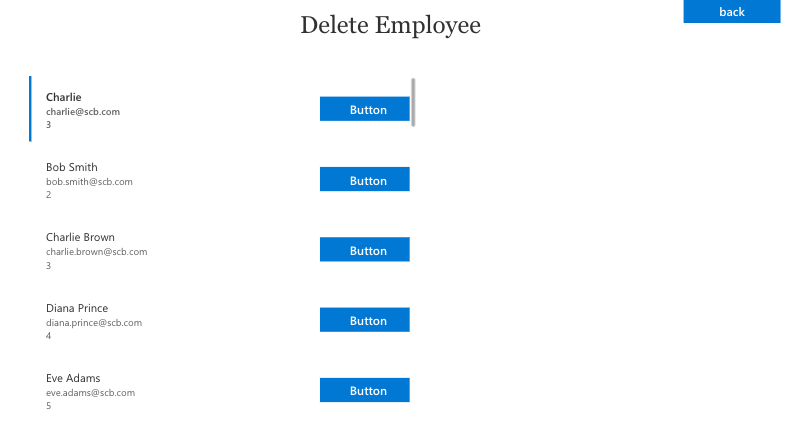 Delete Employee
back
Charlie
charlie@scb.com
3
Button
Bob Smith
bob.smith@scb.com
2
Button
Charlie Brown
charlie.brown@scb.com
3
Button
Diana Prince
diana.prince@scb.com
4
Button
Eve Adams
eve.adams@scb.com
5
Button